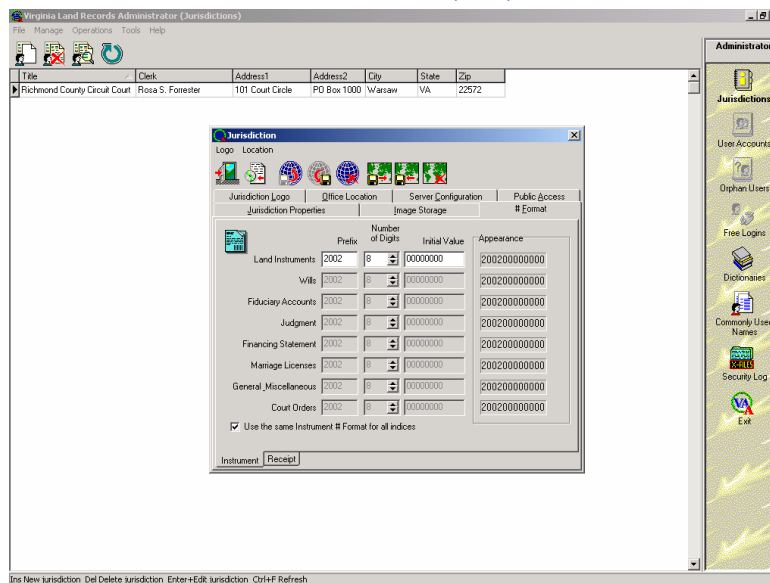 Virginia Land Records Administrator (Jurisdictions)
File Manage Operations Tools Help
Administrator
Title Clerk Address1 Address2 City State Zip
Richmond County Circuit Court Rosa S. Forrester 101 Court Circle PO Box 1000 Warsaw VA 22572
Jurisdiction
Logo Location
Jurisdiction Logo Office Location Server Configuration Public Access
Jurisdiction Properties Image Storage # Format
Prefix Number of Digits Initial Value Appearance
Land Instruments 2002 8 00000000 200200000000
Wills 2002 8 00000000 200200000000
Fiduciary Accounts 2002 8 00000000 200200000000
Judgment 2002 8 00000000 200200000000
Financing Statement 2002 8 00000000 200200000000
Marriage Licenses 2002 8 00000000 200200000000
General_Miscellaneous 2002 8 00000000 200200000000
Court Orders 2002 8 00000000 200200000000
Use the same Instrument # Format for all indices
Instrument Receipt
Jurisdictions
User Accounts
Orphan Users
Free Logins
Dictionaries
Commonly User
Names
Security Log
VA
Exit
Ins New jurisdiction Del Delete jurisdiction Enter+Edit jurisdiction Ctrl+F Refresh